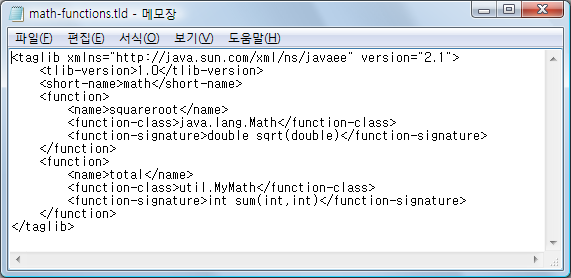 math-functions.tld - 메모장
파일(F) 편집(E) 서식(O) 보기(V) 도움말(H)
<taglib xmlns="http://java.sun.com/xml/ns/javaee" version="2.1">
    <tlib-version>1.0</tlib-version>
    <short-name>math</short-name>
    <function>
        <name>squareroot</name>
        <function-class>java.lang.Math</function-class>
        <function-signature>double sqrt(double)</function-signature>
    </function>
    <function>
        <name>total</name>
        <function-class>util.MyMath</function-class>
        <function-signature>int sum(int,int)</function-signature>
    </function>
</taglib>